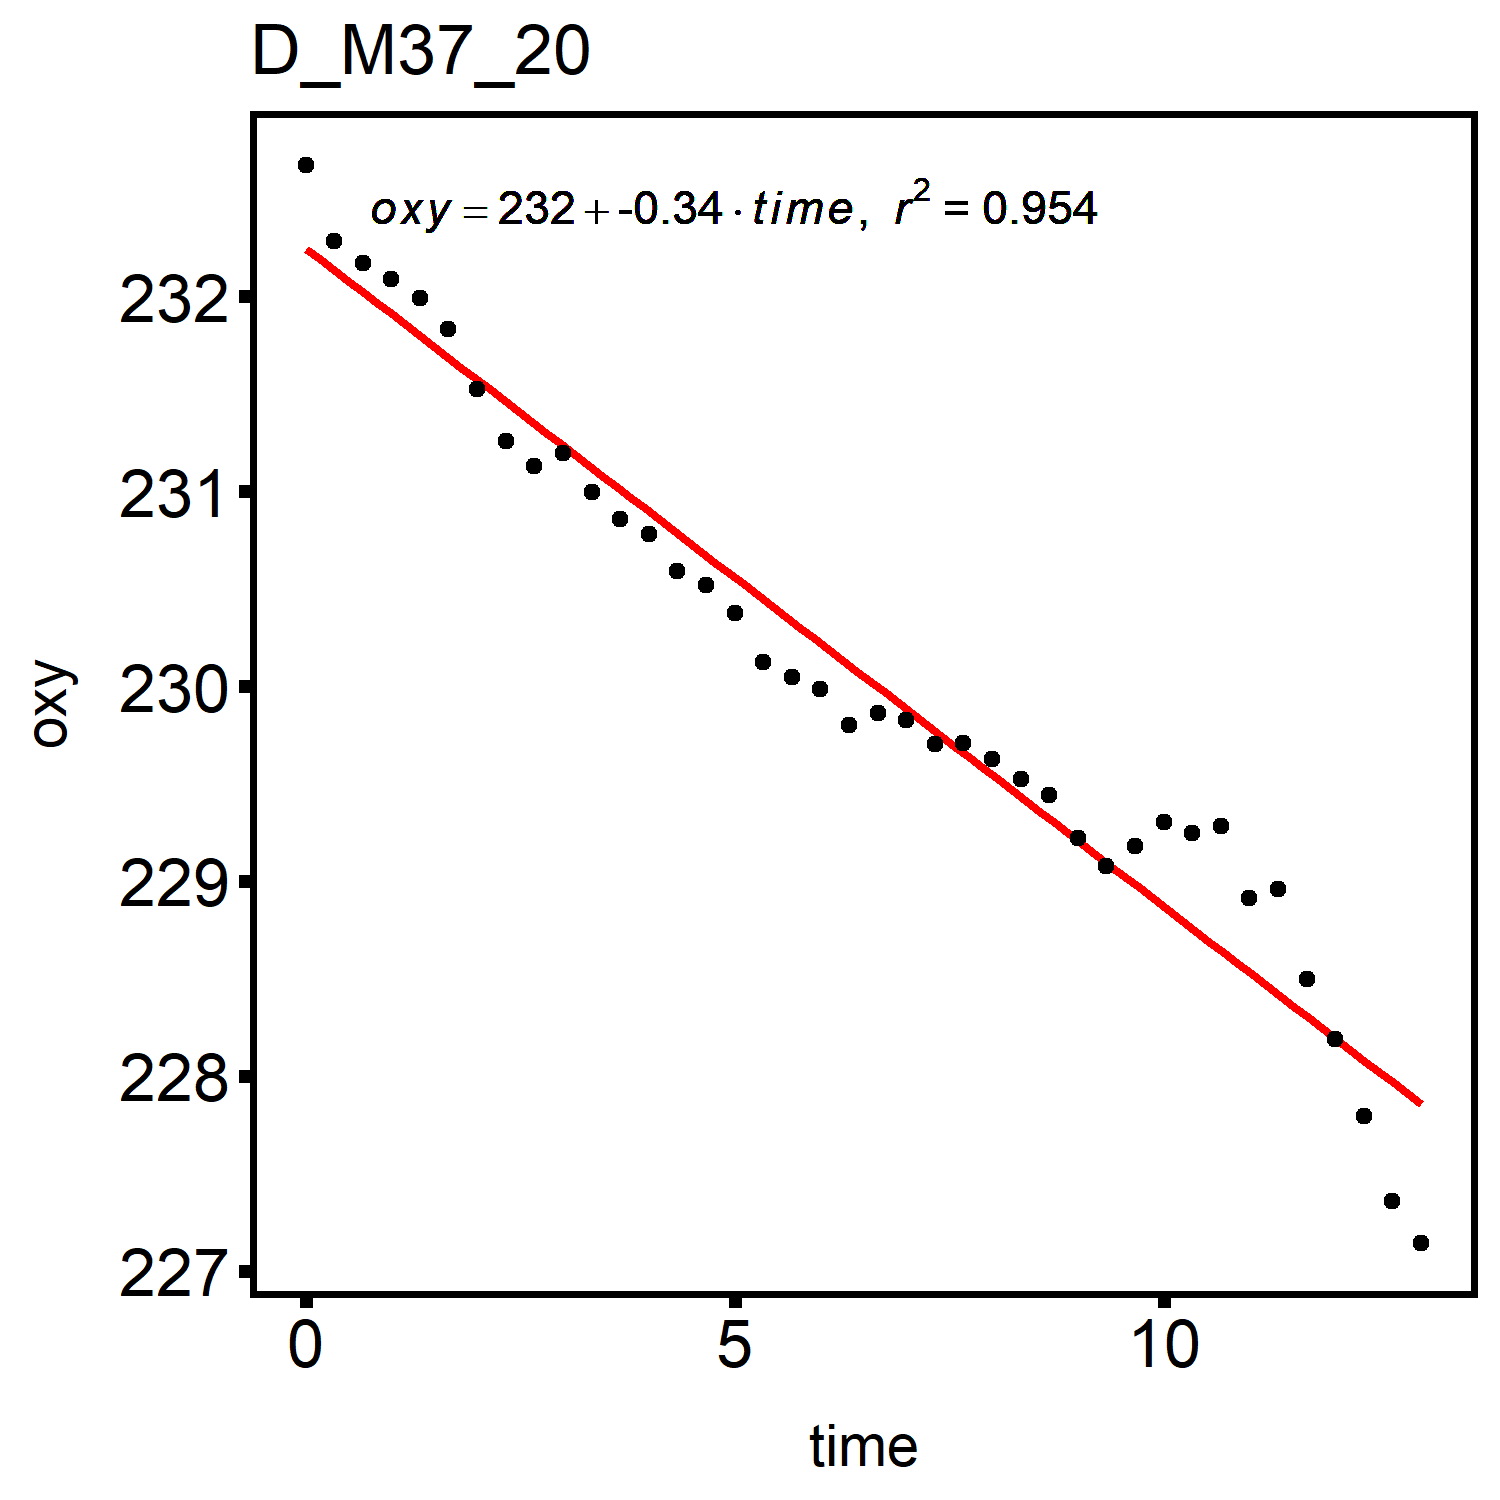 D_M37_20
oxy = 232 + -0.34 · time, r² = 0.954
232
231
230
229
228
227
oxy
0 5 10
time